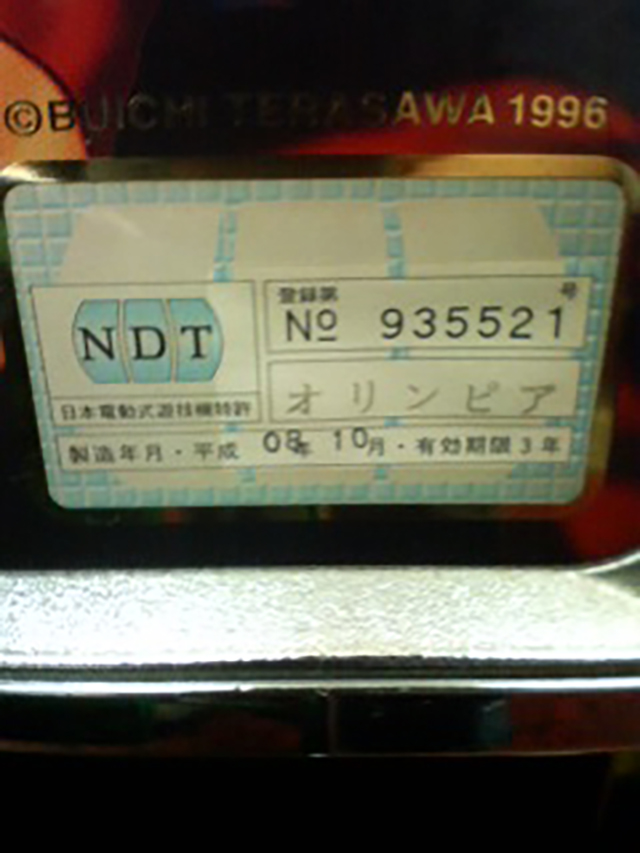 ©BUICHI TERASAWA 1996
登録第 号
№ 935521
NDT
日本電動式遊技機特許
オリンピア
製造年月・平成 08年 10月・有効期限3年